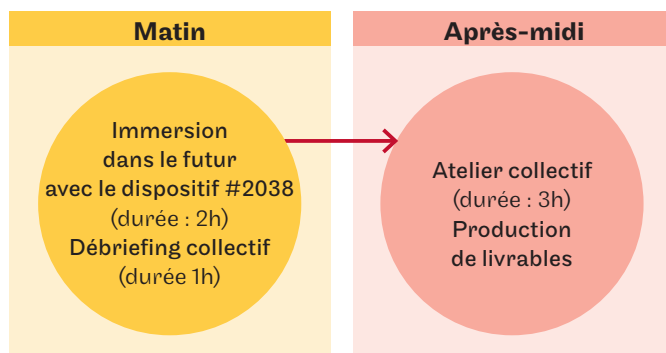 Matin
Immersion
dans le futur
avec le dispositif #2038
(durée : 2h)
Débriefing collectif
(durée 1h)
Après-midi
Atelier collectif
(durée : 3h)
Production
de livrables